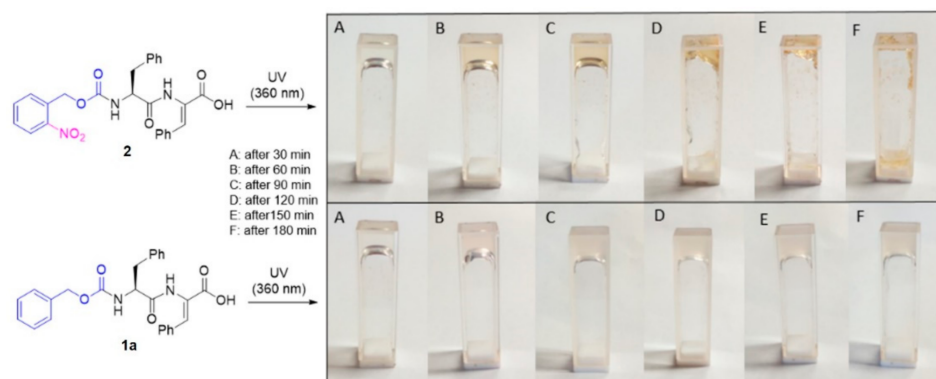 A B C D E F
Ph
UV
(360 nm)
O
O N H O H N O OH
NO2
Ph
2
A: after 30 min
B: after 60 min
C: after 90 min
D: after 120 min
E: after150 min
F: after 180 min
A B C D E F
Ph
UV
(360 nm)
O
O N H O H N O OH
Ph
1a